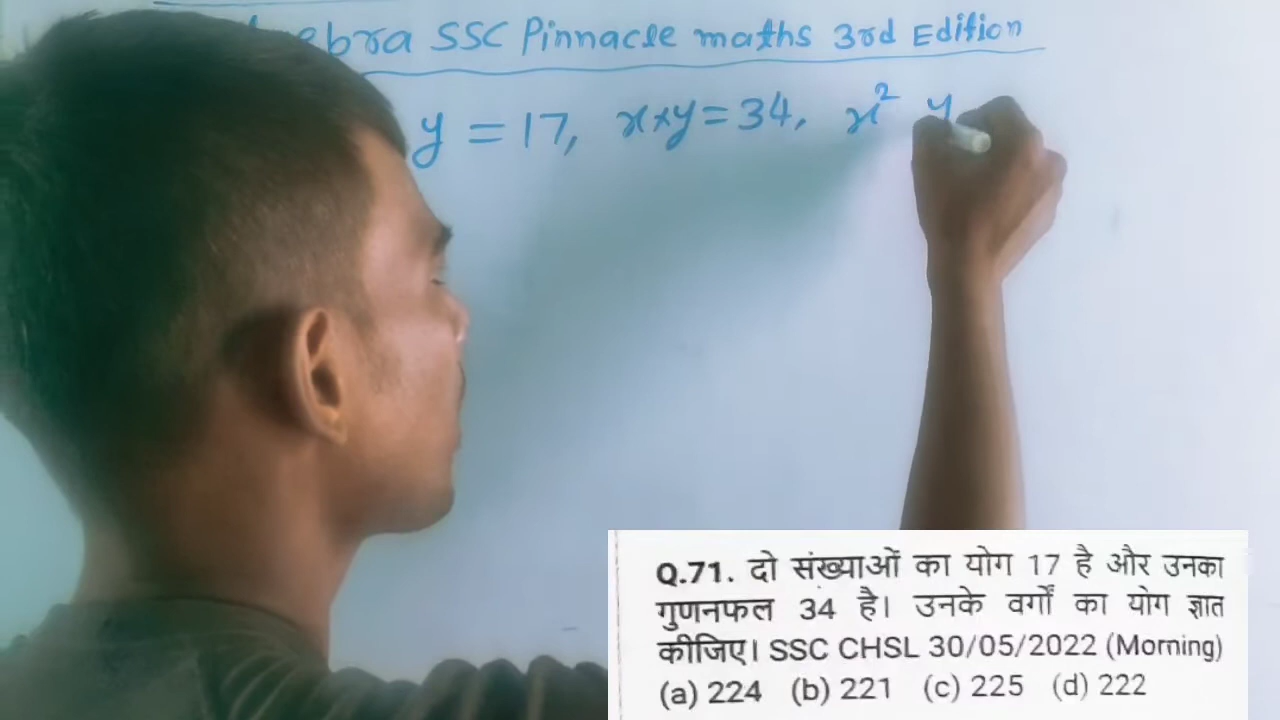 ebra SSC Pinnacle maths 3rd Edition
y = 17, x×y = 34, x² y
Q.71. दो संख्याओं का योग 17 है और उनका
गुणनफल 34 है। उनके वर्गों का योग ज्ञात
कीजिए। SSC CHSL 30/05/2022 (Morning)
(a) 224 (b) 221 (c) 225 (d) 222